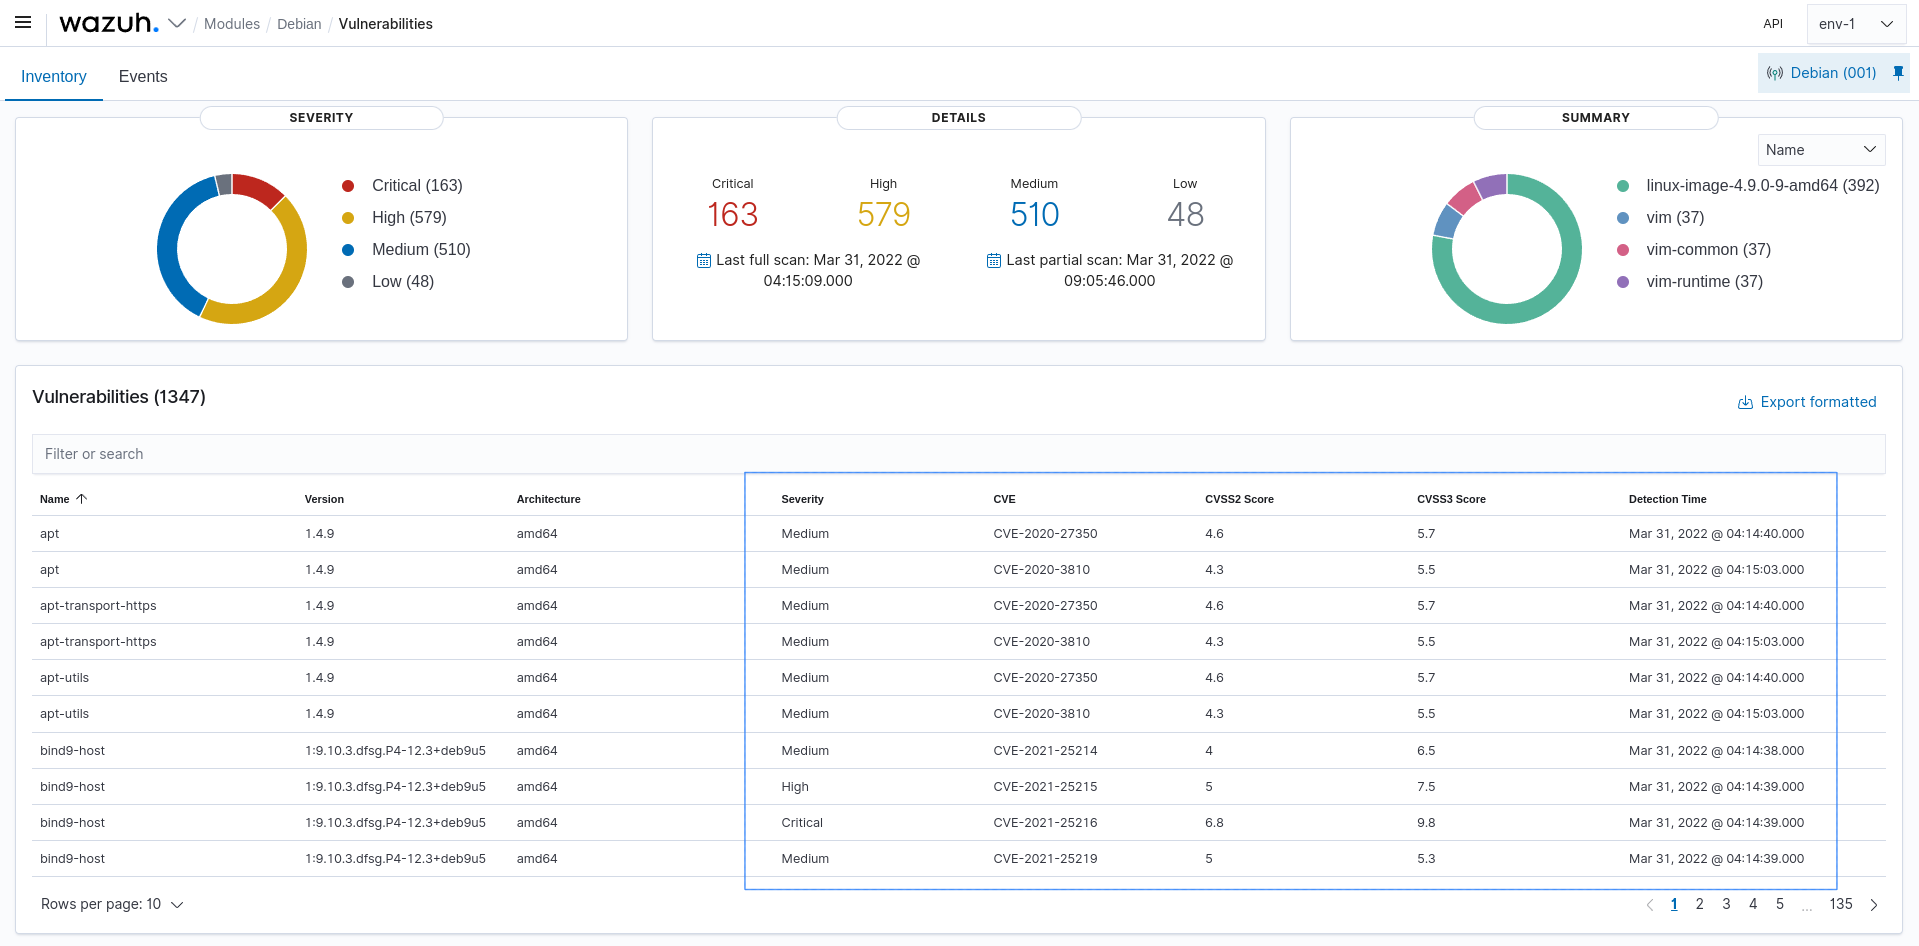 wazuh. / Modules / Debian / Vulnerabilities API env-1
Inventory Events Debian (001)
SEVERITY
Critical (163)
High (579)
Medium (510)
Low (48)
DETAILS
Critical High Medium Low
163 579 510 48
Last full scan: Mar 31, 2022 @ 04:15:09.000
Last partial scan: Mar 31, 2022 @ 09:05:46.000
SUMMARY
Name
linux-image-4.9.0-9-amd64 (392)
vim (37)
vim-common (37)
vim-runtime (37)
Vulnerabilities (1347)
Export formatted
Filter or search
Name Version Architecture Severity CVE CVSS2 Score CVSS3 Score Detection Time
apt 1.4.9 amd64 Medium CVE-2020-27350 4.6 5.7 Mar 31, 2022 @ 04:14:40.000
apt 1.4.9 amd64 Medium CVE-2020-3810 4.3 5.5 Mar 31, 2022 @ 04:15:03.000
apt-transport-https 1.4.9 amd64 Medium CVE-2020-27350 4.6 5.7 Mar 31, 2022 @ 04:14:40.000
apt-transport-https 1.4.9 amd64 Medium CVE-2020-3810 4.3 5.5 Mar 31, 2022 @ 04:15:03.000
apt-utils 1.4.9 amd64 Medium CVE-2020-27350 4.6 5.7 Mar 31, 2022 @ 04:14:40.000
apt-utils 1.4.9 amd64 Medium CVE-2020-3810 4.3 5.5 Mar 31, 2022 @ 04:15:03.000
bind9-host 1:9.10.3.dfsg.P4-12.3+deb9u5 amd64 Medium CVE-2021-25214 4 6.5 Mar 31, 2022 @ 04:14:38.000
bind9-host 1:9.10.3.dfsg.P4-12.3+deb9u5 amd64 High CVE-2021-25215 5 7.5 Mar 31, 2022 @ 04:14:39.000
bind9-host 1:9.10.3.dfsg.P4-12.3+deb9u5 amd64 Critical CVE-2021-25216 6.8 9.8 Mar 31, 2022 @ 04:14:39.000
bind9-host 1:9.10.3.dfsg.P4-12.3+deb9u5 amd64 Medium CVE-2021-25219 5 5.3 Mar 31, 2022 @ 04:14:39.000
Rows per page: 10 1 2 3 4 5 ... 135